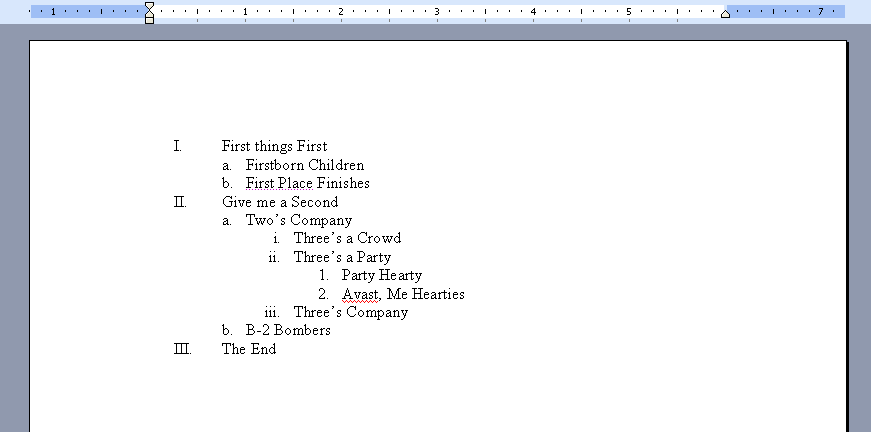 1 1 2 3 4 5 7
I. First things First
a. Firstborn Children
b. First Place Finishes
II. Give me a Second
a. Two's Company
i. Three's a Crowd
ii. Three's a Party
1. Party Hearty
2. Avast, Me Hearties
iii. Three's Company
b. B-2 Bombers
III. The End